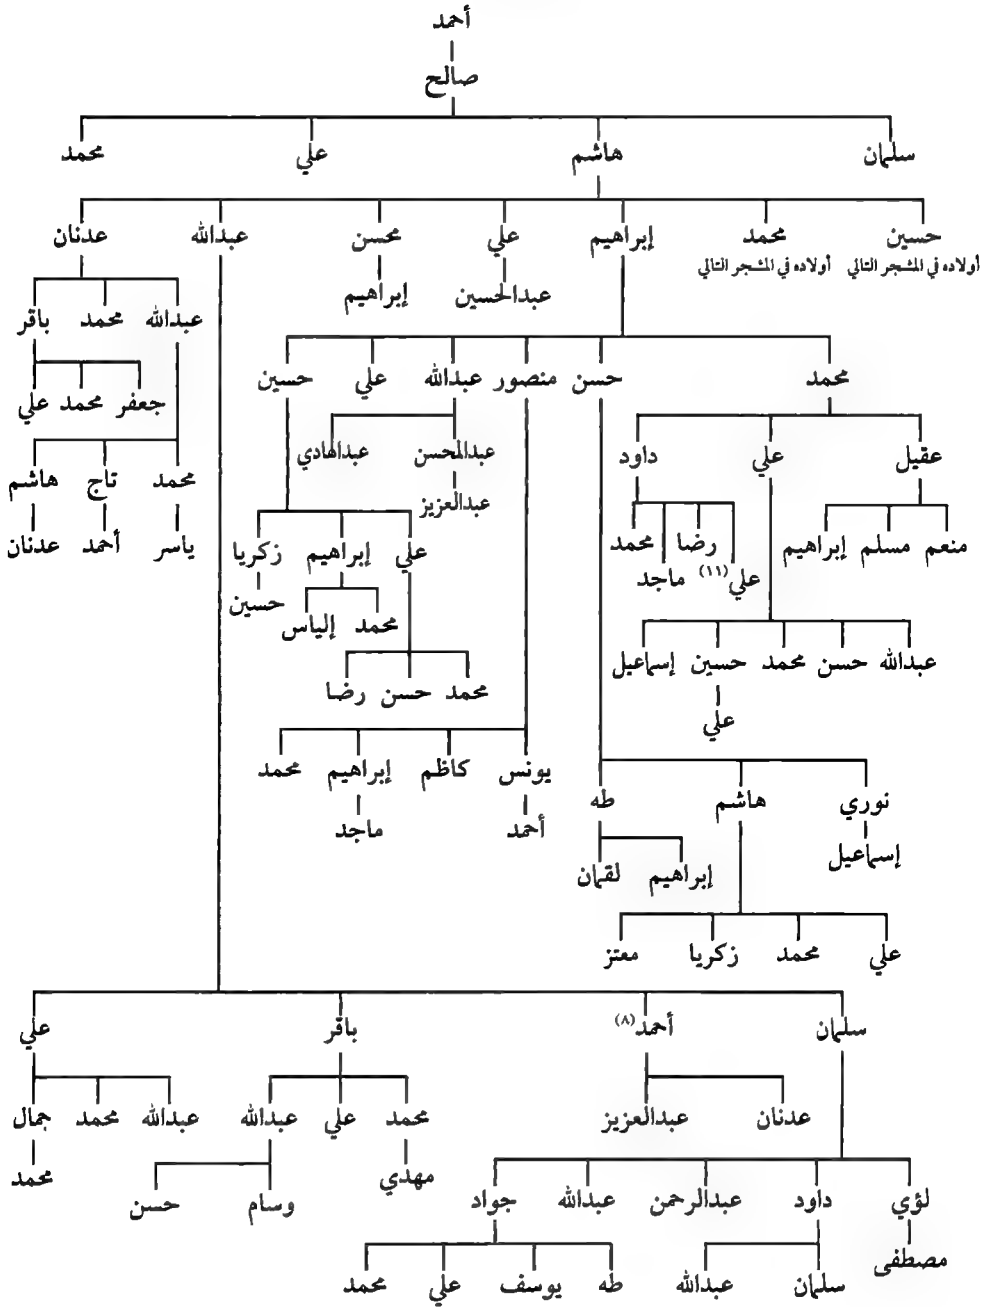 أحمد
صالح
سلمان هاشم علي محمد
حسين محمد إبراهيم علي محسن عبدالله عدنان
أولاده في المشجر التالي أولاده في المشجر التالي
عبدالحسين إبراهيم
عبدالله محمد باقر
محمد حسن منصور عبدالله علي حسين
جعفر محمد علي
عقيل علي داود
عبدالمحسن عبدالهادي
محمد تاج هاشم
عبدالعزيز
منعم مسلم إبراهيم
رضا محمد
علي إبراهيم زكريا
ياسر أحمد عدنان
علي(١١) ماجد
حسين
محمد إلياس
عبدالله حسن محمد حسين إسماعيل
محمد حسن رضا
علي
يونس كاظم إبراهيم محمد
نوري هاشم طه
أحمد ماجد
إسماعيل
إبراهيم لقمان
علي محمد زكريا معتز
سلمان أحمد(٨) باقر علي
عدنان عبدالعزيز
محمد علي عبدالله
عبدالله محمد جمال
مهدي
محمد
لؤي داود عبدالرحمن عبدالله جواد
وسام حسن
مصطفى
سلمان عبدالله
طه يوسف علي محمد